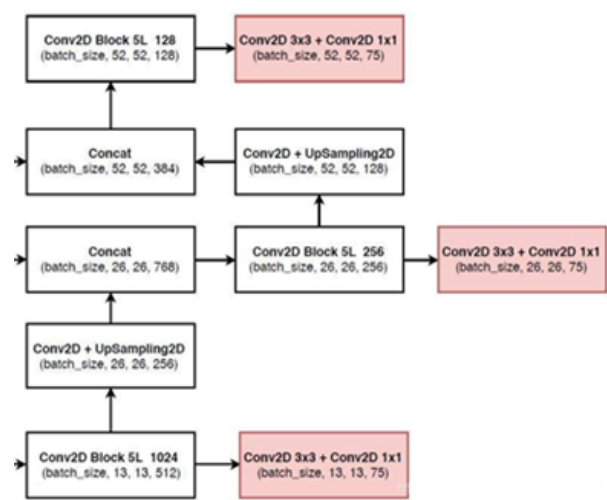 Conv2D Block 5L 128
(batch_size, 52, 52, 128)
Conv2D 3x3 + Conv2D 1x1
(batch_size, 52, 52, 75)
Concat
(batch_size, 52, 52, 384)
Conv2D + UpSampling2D
(batch_size, 52, 52, 128)
Concat
(batch_size, 26, 26, 768)
Conv2D Block 5L 256
(batch_size, 26, 26, 256)
Conv2D 3x3 + Conv2D 1x1
(batch_size, 26, 26, 75)
Conv2D + UpSampling2D
(batch_size, 26, 26, 256)
Conv2D Block 5L 1024
(batch_size, 13, 13, 512)
Conv2D 3x3 + Conv2D 1x1
(batch_size, 13, 13, 75)